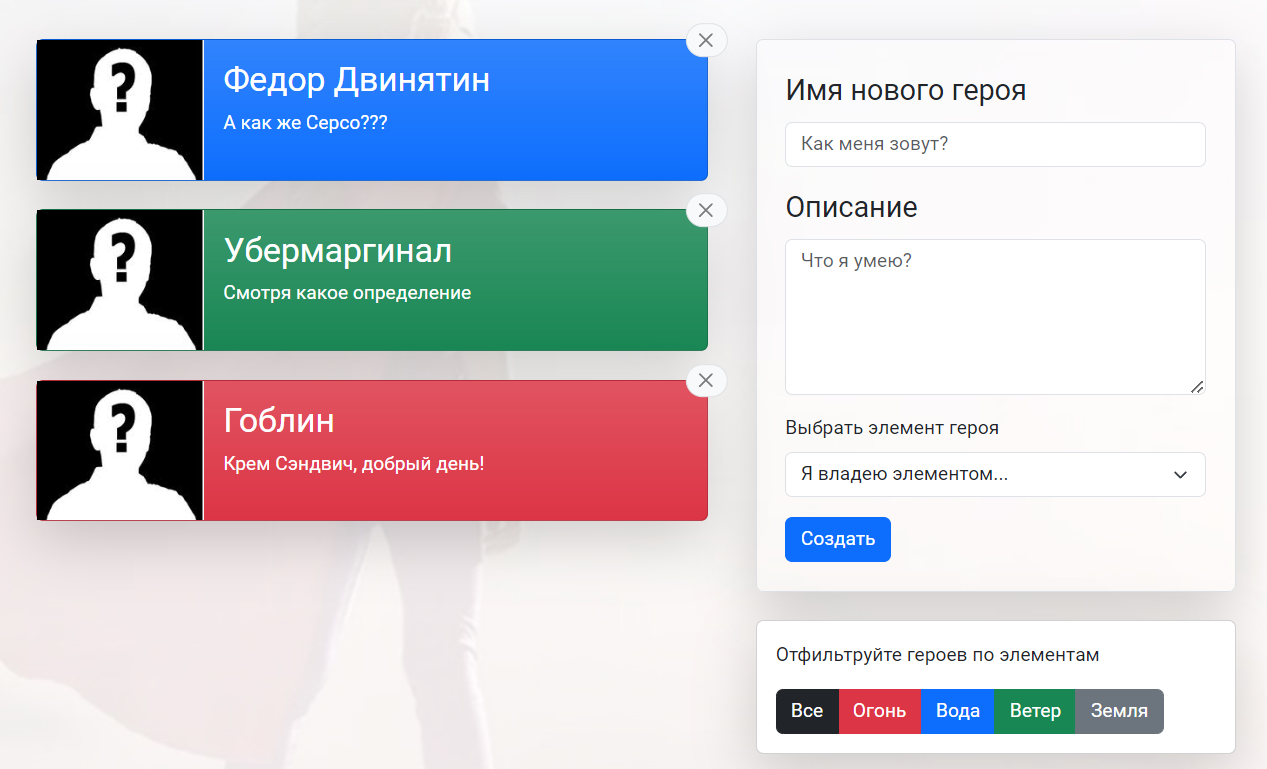 ?
Федор Двинятин
А как же Серсо???
?
Убермаргинал
Смотря какое определение
?
Гоблин
Крем Сэндвич, добрый день!
Имя нового героя
Как меня зовут?
Описание
Что я умею?
Выбрать элемент героя
Я владею элементом...
Создать
Отфильтруйте героев по элементам
Все Огонь Вода Ветер Земля